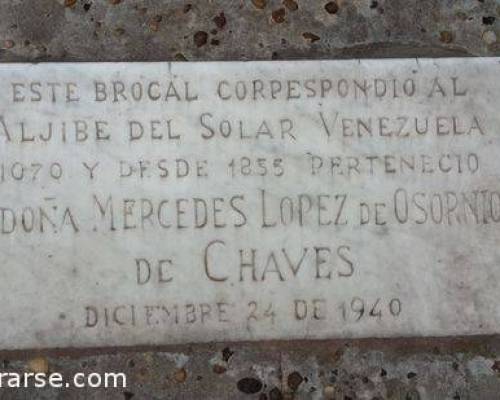 ESTE BROCAL CORPESPONDIÓ AL
ALJIBE DEL SOLAR VENEZUELA
1070 Y DESDE 1855 PERTENECIO
DOÑA MERCEDES LOPEZ DE OSORNIO
DE CHAVES
DICIEMBRE 24 DE 1940
rarse.com